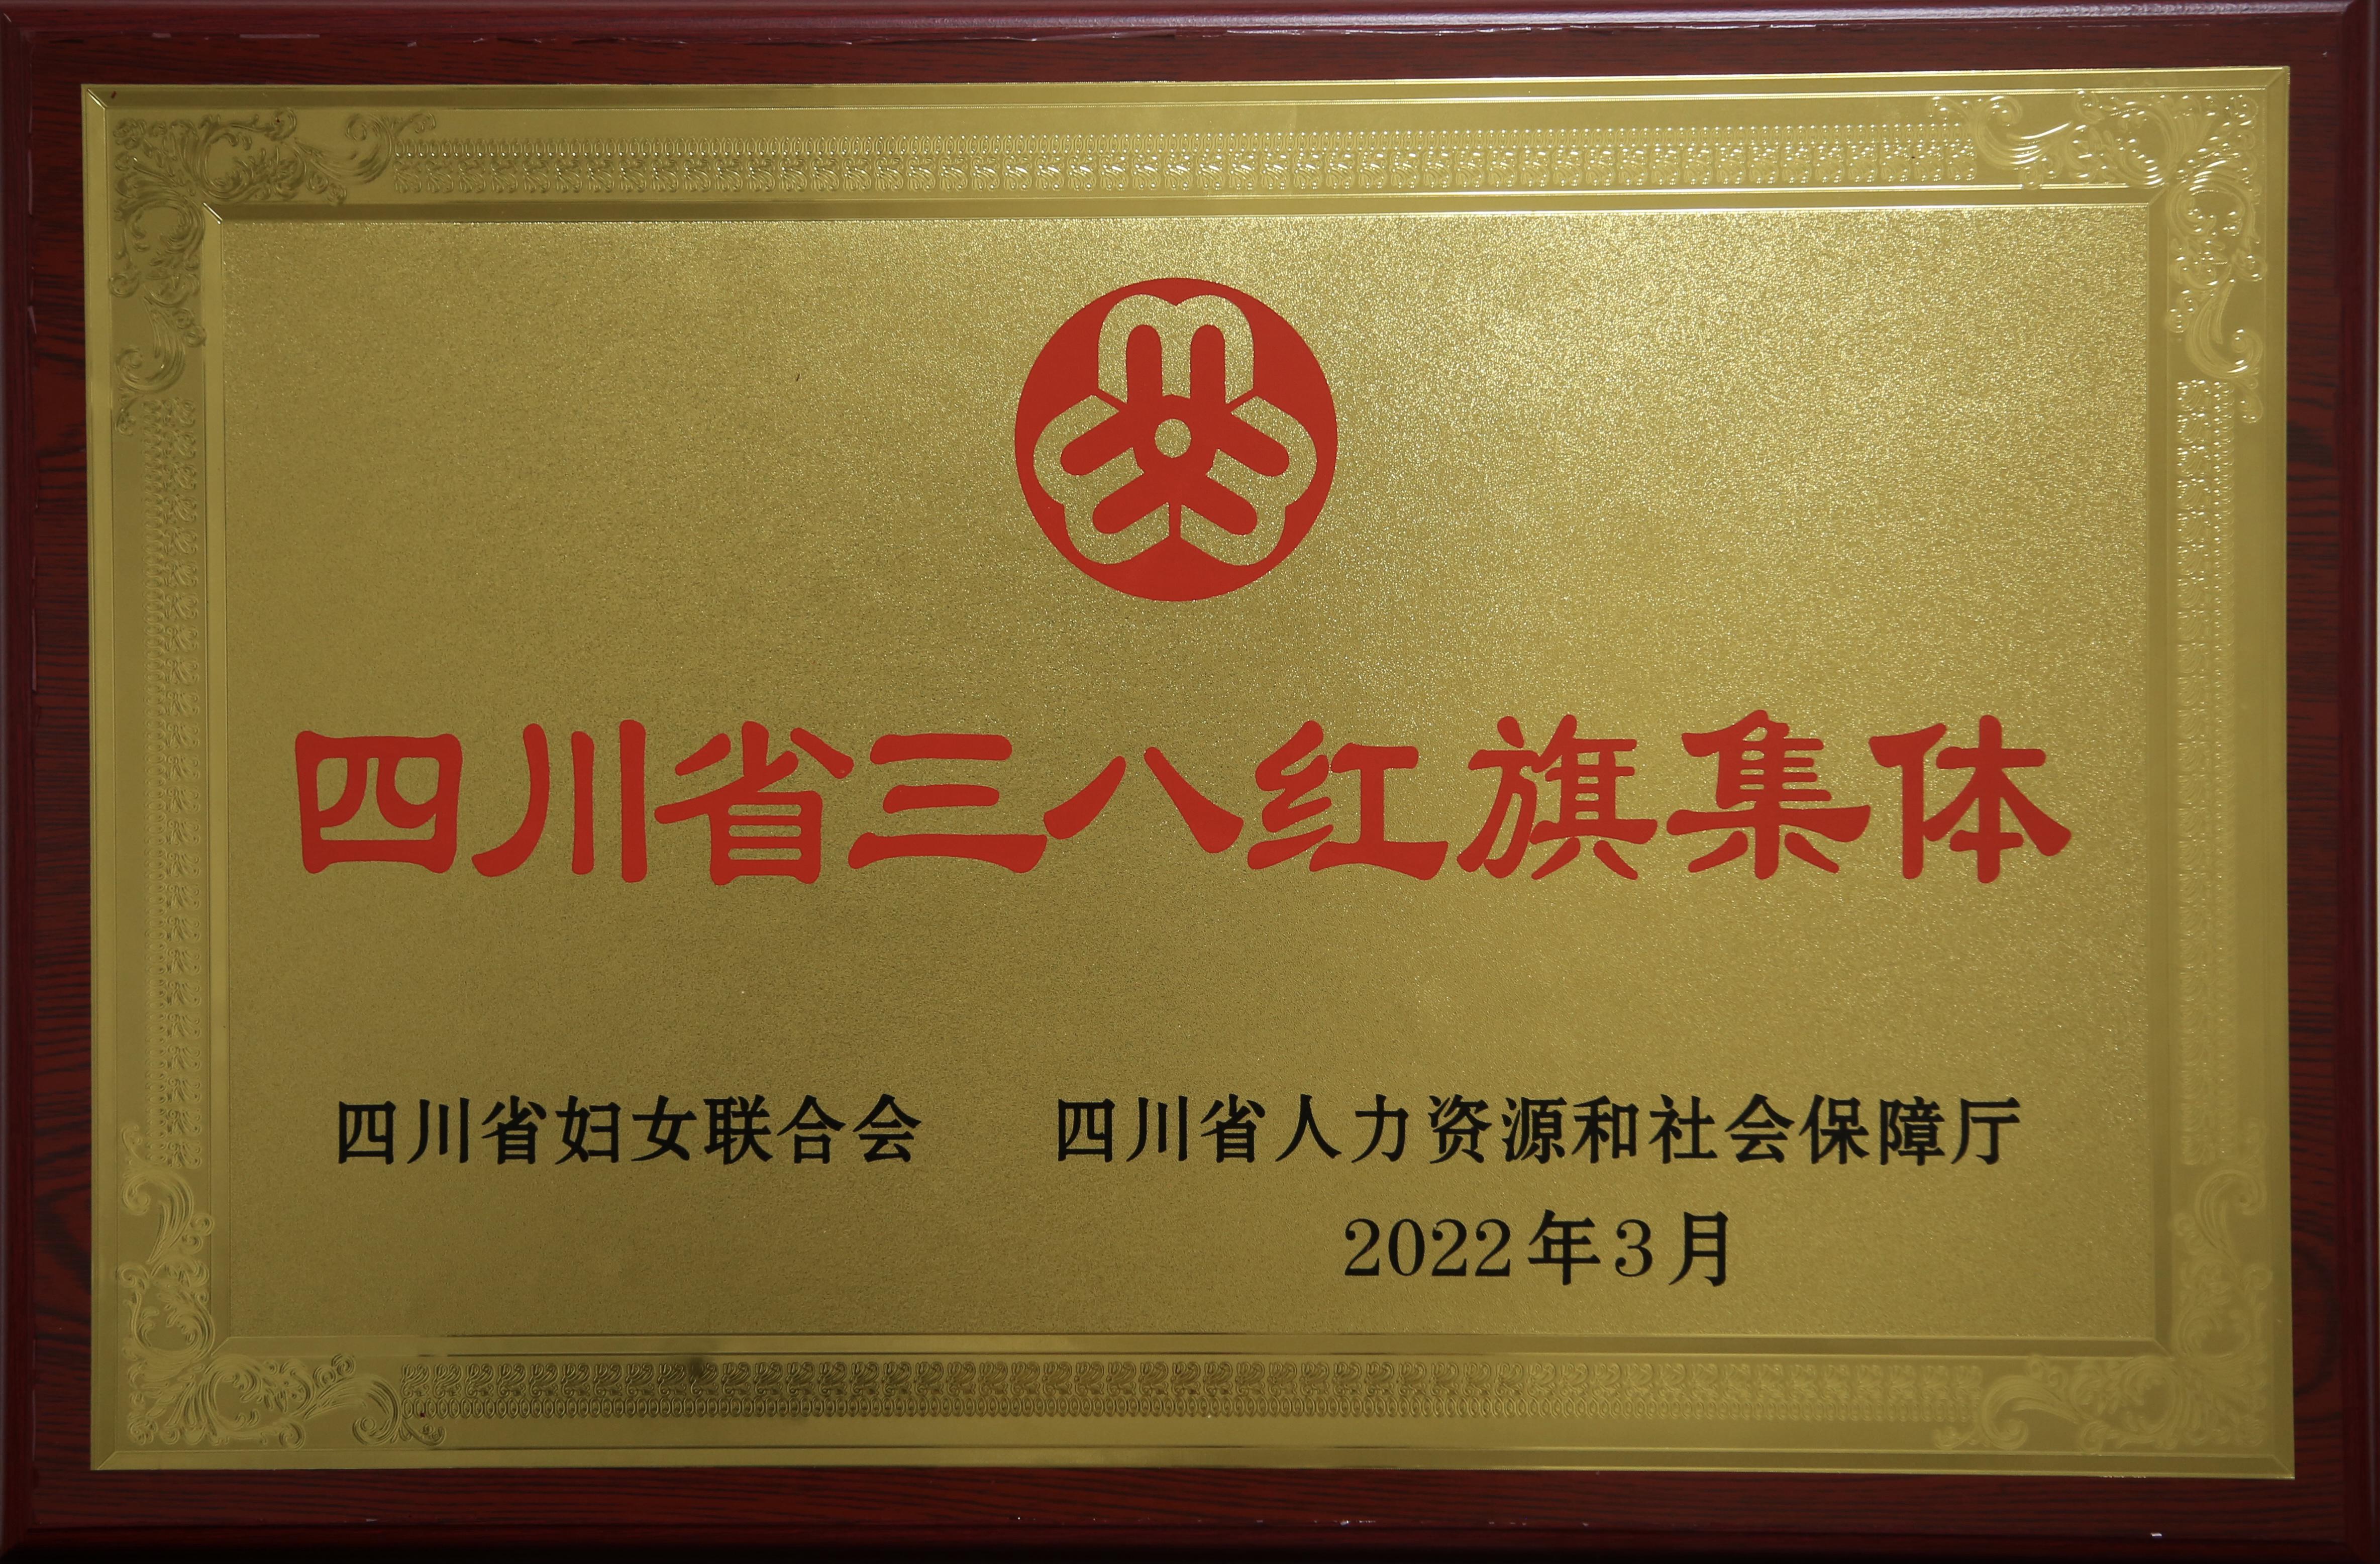 四川省三八红旗集体
四川省妇女联合会 四川省人力资源和社会保障厅
2022年3月